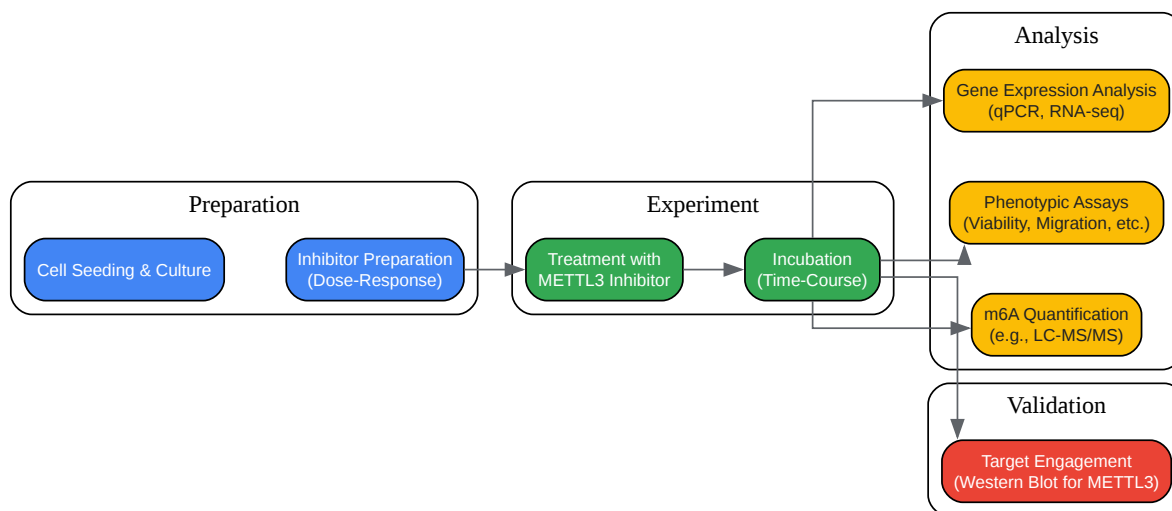 Preparation
Cell Seeding & Culture
Inhibitor Preparation
(Dose-Response)
Experiment
Treatment with
METTL3 Inhibitor
Incubation
(Time-Course)
Analysis
Gene Expression Analysis
(qPCR, RNA-seq)
Phenotypic Assays
(Viability, Migration, etc.)
m6A Quantification
(e.g., LC-MS/MS)
Validation
Target Engagement
(Western Blot for METTL3)